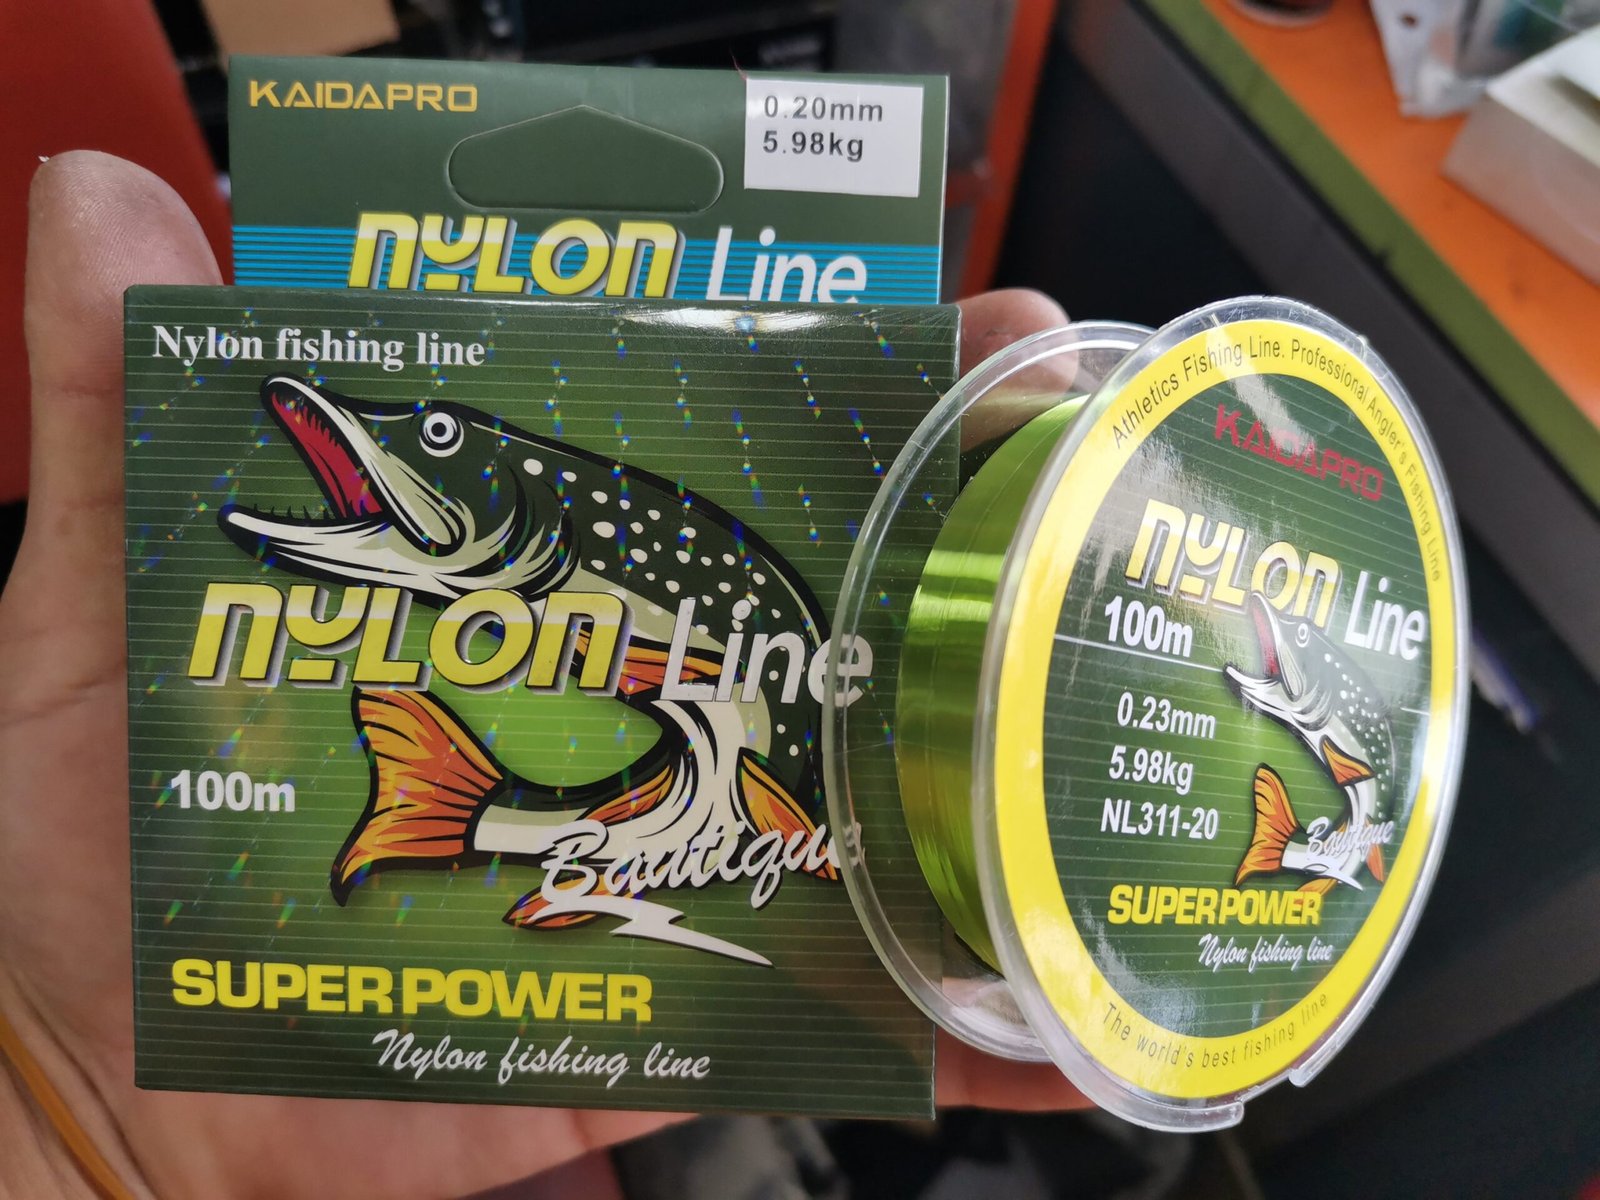 KAIDAPRO
0.20mm
5.98kg
NYLON Line
Nylon fishing line
NYLON Line
100m
Boutique
SUPER POWER
Nylon fishing line
Athletics Fishing Line. Professional Angler's Fishing Line
KAIDAPRO
NYLON Line
100m
0.23mm
5.98kg
NL311-20
Boutique
SUPER POWER
Nylon fishing line
The world's best fishing line